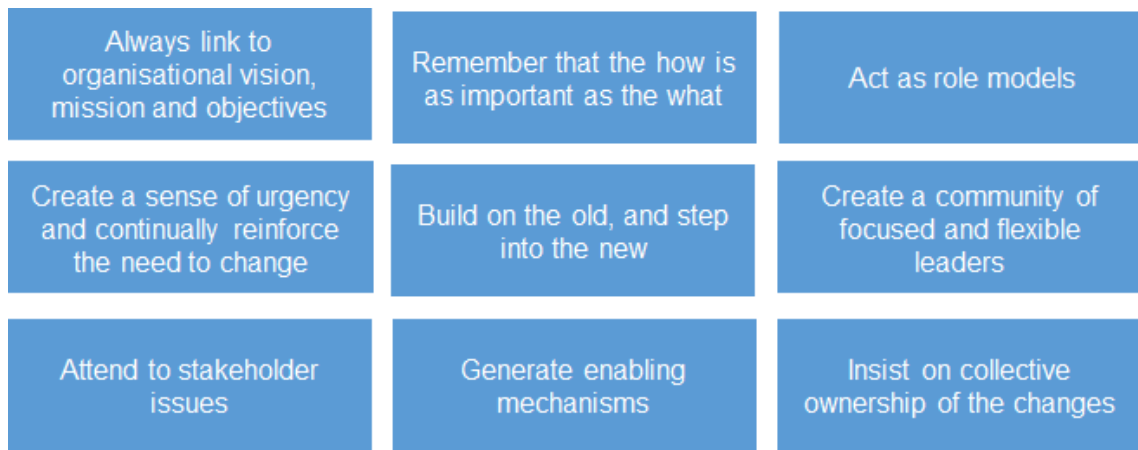 Always link to
organisational vision,
mission and objectives
Remember that the how is
as important as the what
Act as role models
Create a sense of urgency
and continually reinforce
the need to change
Build on the old, and step
into the new
Create a community of
focused and flexible
leaders
Attend to stakeholder
issues
Generate enabling
mechanisms
Insist on collective
ownership of the changes